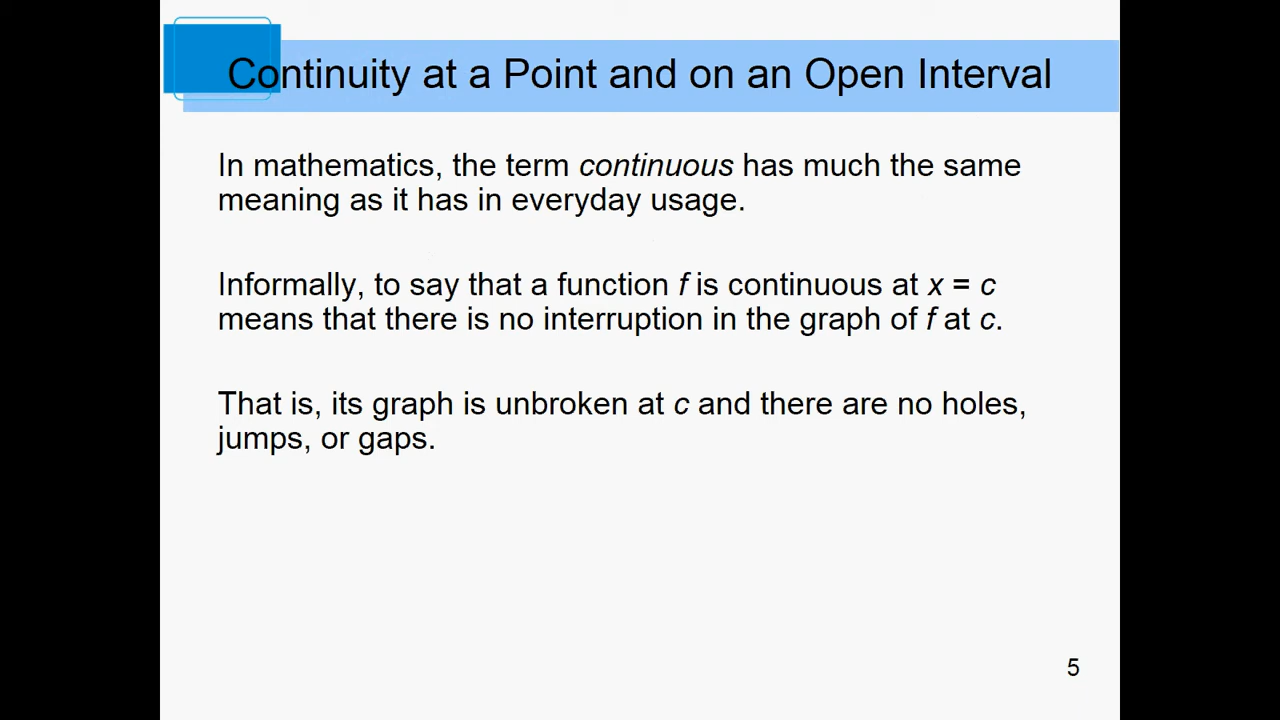 Continuity at a Point and on an Open Interval
In mathematics, the term continuous has much the same
meaning as it has in everyday usage.
Informally, to say that a function f is continuous at x = c
means that there is no interruption in the graph of f at c.
That is, its graph is unbroken at c and there are no holes,
jumps, or gaps.
5